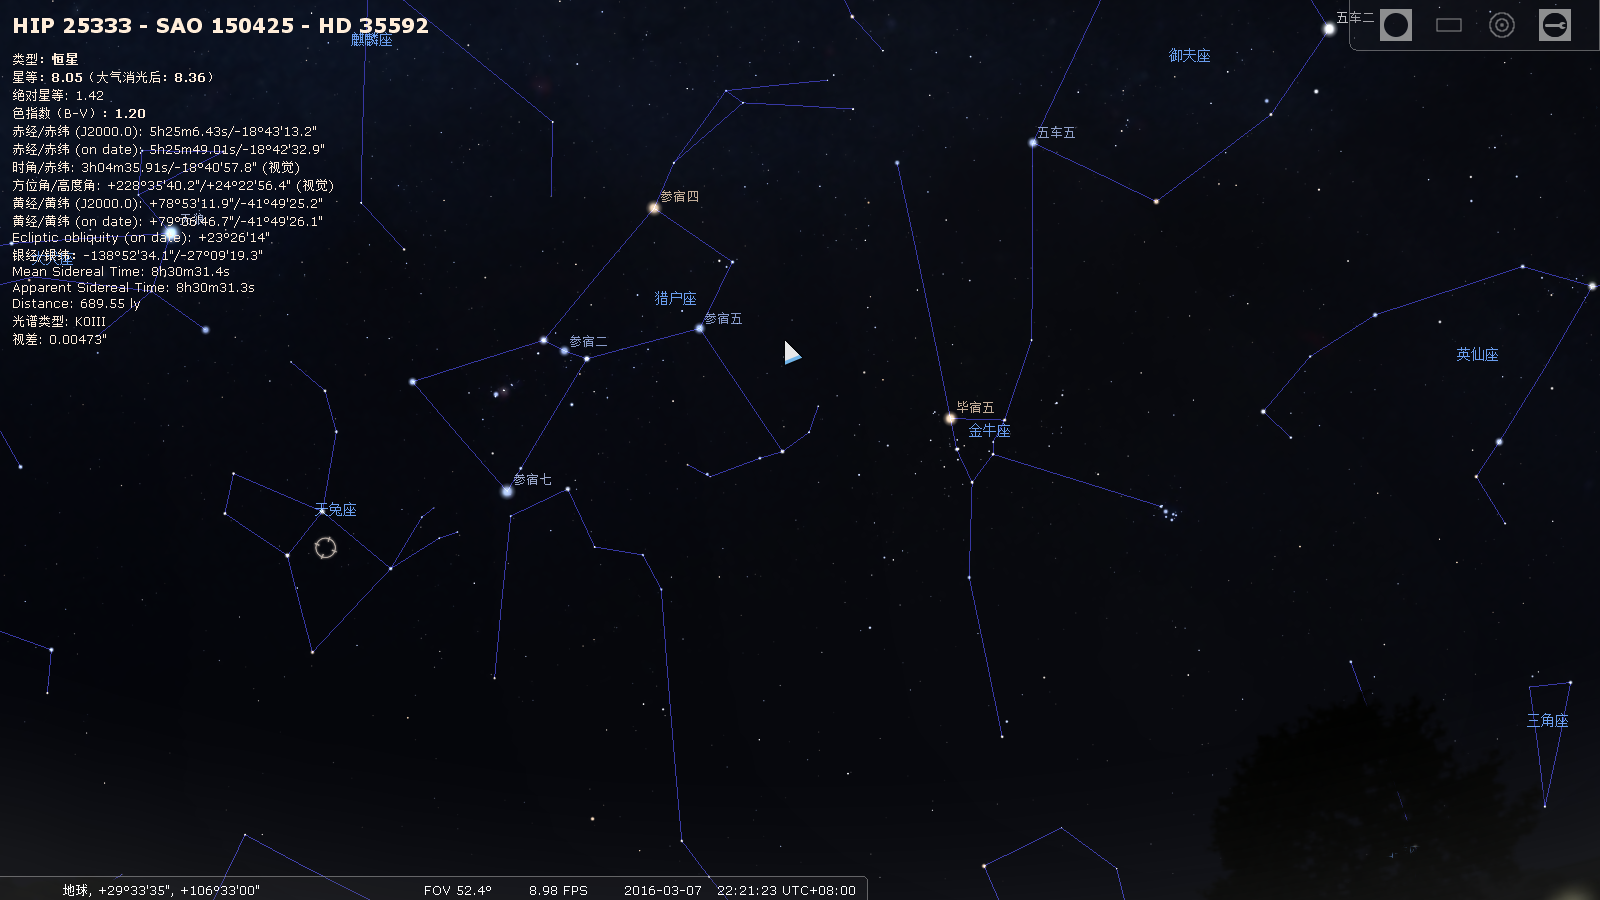 HIP 25333 - SAO 150425 - HD 35592
类型: 恒星
星等: 8.05（大气消光后: 8.36）
绝对星等: 1.42
色指数（B-V）: 1.20
赤经/赤纬 (J2000.0): 5h25m6.43s/-18°43'13.2"
赤经/赤纬 (on date): 5h25m49.01s/-18°42'32.9"
时角/赤纬: 3h04m35.91s/-18°40'57.8" (视觉)
方位角/高度角: +228°35'40.2"/+24°22'56.4" (视觉)
黄经/黄纬 (J2000.0): +78°53'11.9"/-41°49'25.2"
黄经/黄纬 (on date): +79°06'46.7"/-41°49'26.1"
Ecliptic obliquity (on date): +23°26'14"
银经/银纬: -138°52'34.1"/-27°09'19.3"
Mean Sidereal Time: 8h30m31.4s
Apparent Sidereal Time: 8h30m31.3s
Distance: 689.55 ly
光谱类型: K0III
视差: 0.00473"
五车二
麒麟座
御夫座
五车五
参宿四
猎户座
参宿五
参宿二
英仙座
毕宿五
金牛座
参宿七
天兔座
三角座
地球, +29°33'35", +106°33'00"
FOV 52.4°
8.98 FPS
2016-03-07 22:21:23 UTC+08:00